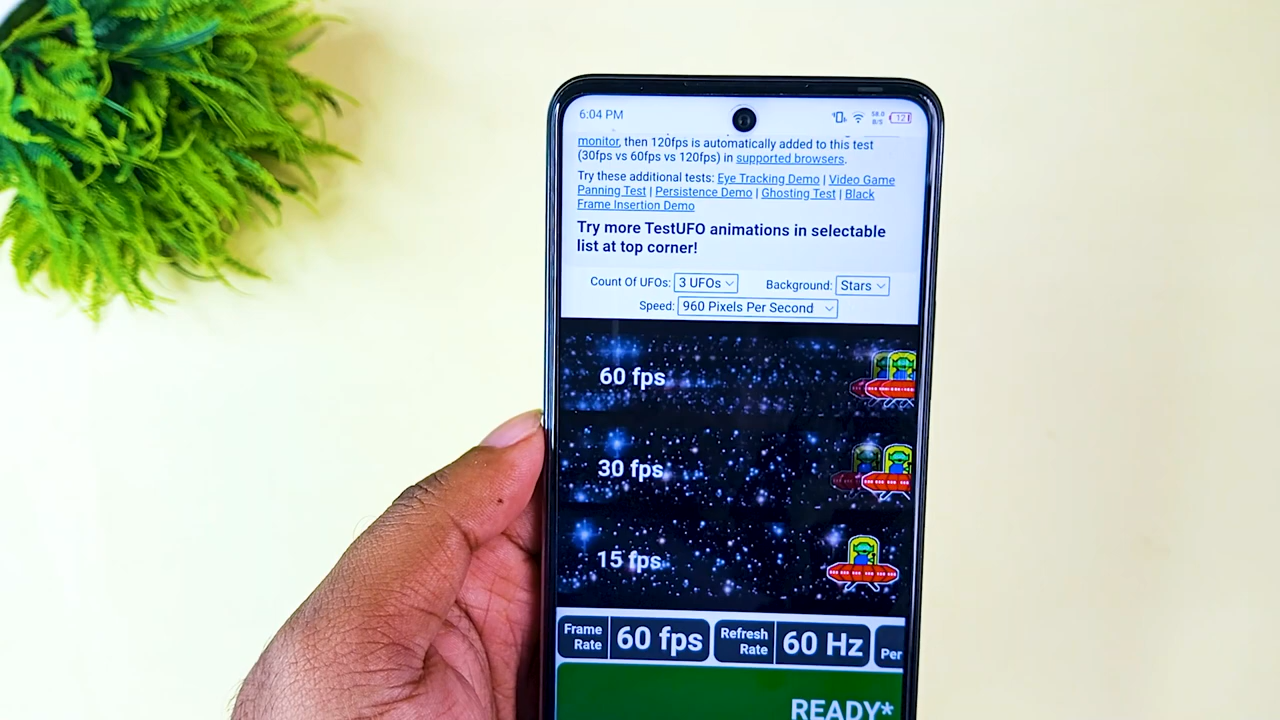 6:04 PM 58.0 B/S 12
monitor, then 120fps is automatically added to this test
(30fps vs 60fps vs 120fps) in supported browsers.
Try these additional tests: Eye Tracking Demo | Video Game
Panning Test | Persistence Demo | Ghosting Test | Black
Frame Insertion Demo
Try more TestUFO animations in selectable
list at top corner!
Count Of UFOs: 3 UFOs Background: Stars
Speed: 960 Pixels Per Second
60 fps
30 fps
15 fps
Frame Rate 60 fps Refresh Rate 60 Hz Per
READY*